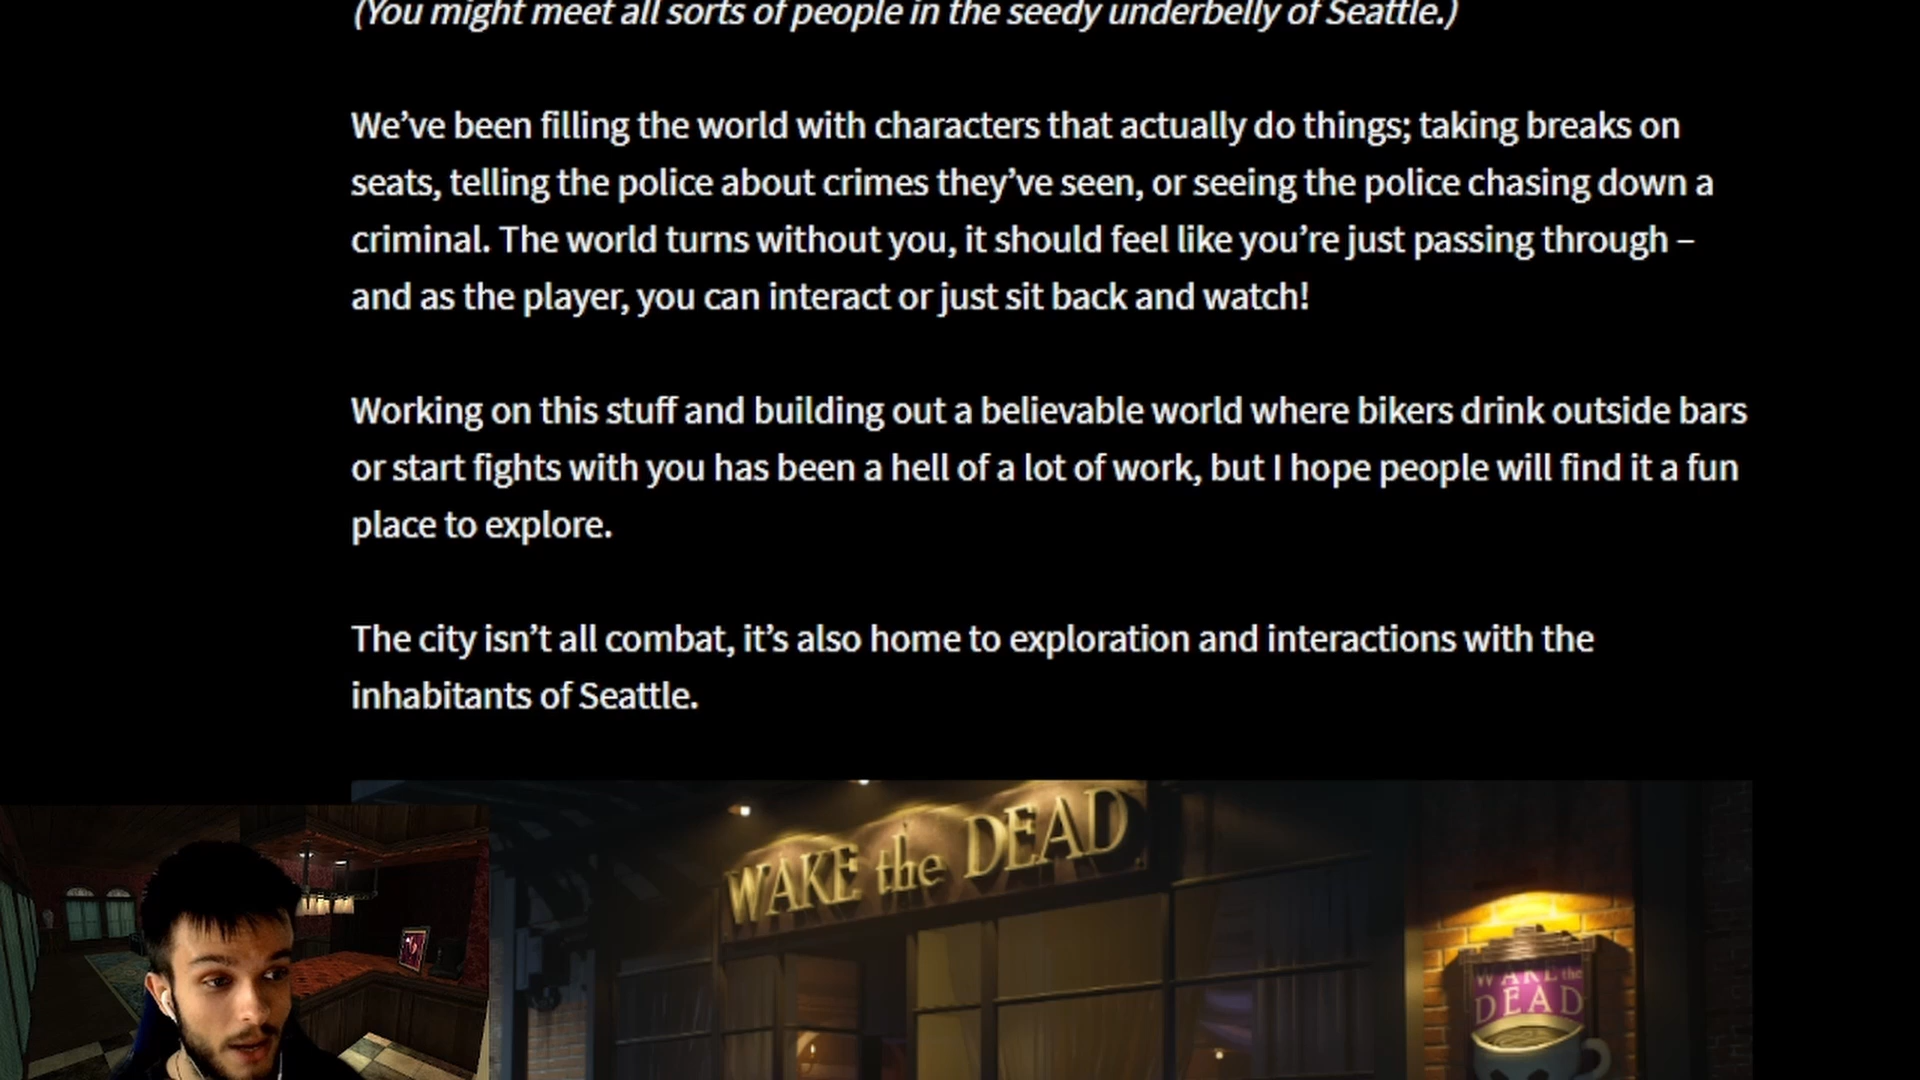 (You might meet all sorts of people in the seedy underbelly of Seattle.)
We’ve been filling the world with characters that actually do things; taking breaks on
seats, telling the police about crimes they’ve seen, or seeing the police chasing down a
criminal. The world turns without you, it should feel like you’re just passing through –
and as the player, you can interact or just sit back and watch!
Working on this stuff and building out a believable world where bikers drink outside bars
or start fights with you has been a hell of a lot of work, but I hope people will find it a fun
place to explore.
The city isn’t all combat, it’s also home to exploration and interactions with the
inhabitants of Seattle.
WAKE the DEAD
WAKE the
DEAD